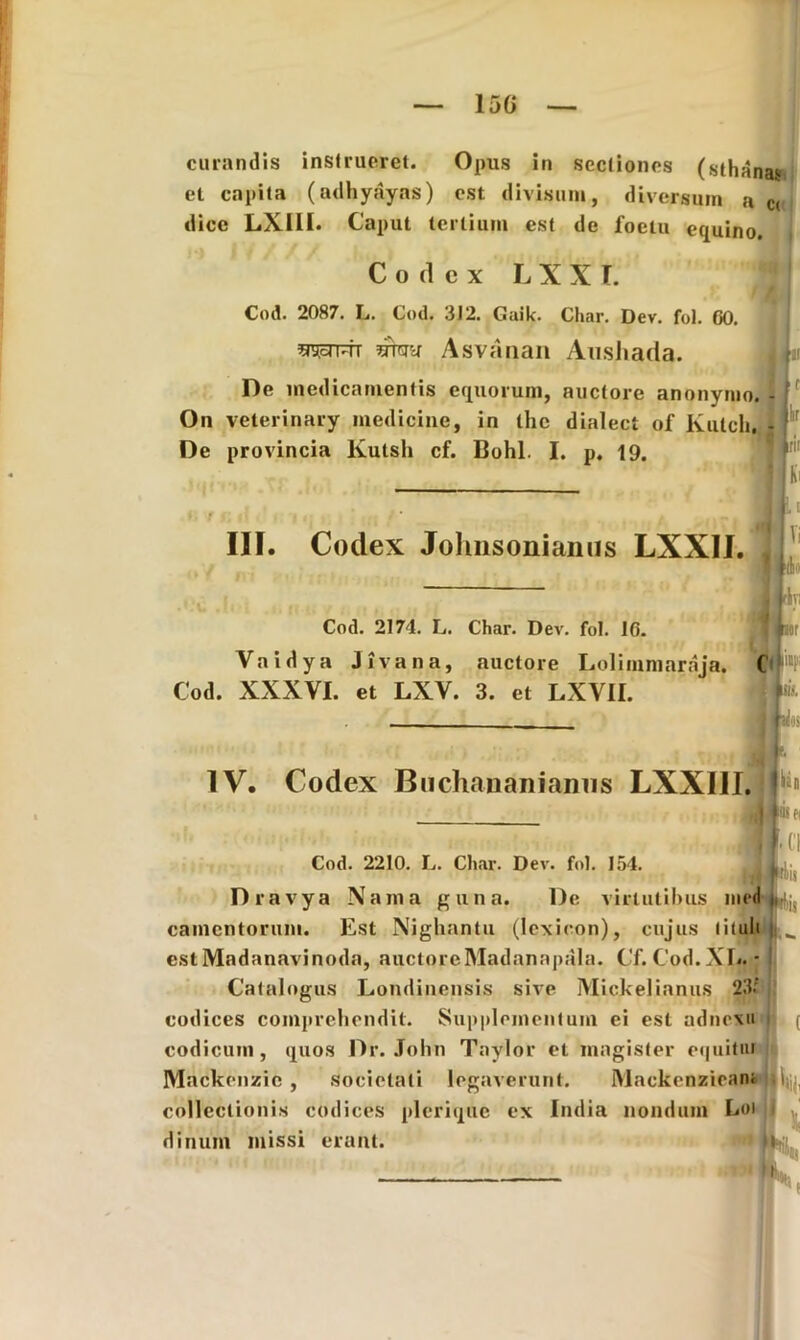 — 156 —
curandis instrueret. Opus in sectiones (sthânas
et capita (adhyâyas) est divisum, diversum a c
dice LXIII. Caput tertium est de foetu equino.
Codex LXXI.
Cod. 2087. L. Cod. 312. Gaik. Char. Dev. fol. 60.
Asvânan Aushada.
De medicamentis equorum, auctore anonymo. -
On veterinary medicine, in the dialect of Kutch. -
De provincia Kutsh cf. Bohl. I. p. 19.
III. Codex Johnsonianus LXXII.
Cod. 2174. L. Char. Dev. fol. 16.
Vaidya Jîvana, auctore Lolimmarâja. C
Cod. XXXVI. et LXV. 3. et LXVII.
IV. Codex Buchananianus LXXIII.
Cod. 2210. L. Char. Dev. fol. 154.
Dravya Nama guna. De virtutibus med
camentorum. Est Nighantu (lexicon), cujus tituli
est Madanavinoda, auctore Madanapâla. Cf. Cod. XL. -
Catalogus Londinensis sive Mickelianus 23
codices comprehendit. Supplementum ei est adnexu
codicum, quos Dr. John Taylor et magister equitu
Mackenzie, societati legaverunt. Mackenziean
collectionis codices plerique ex India nondum Lo
dinum missi erant.